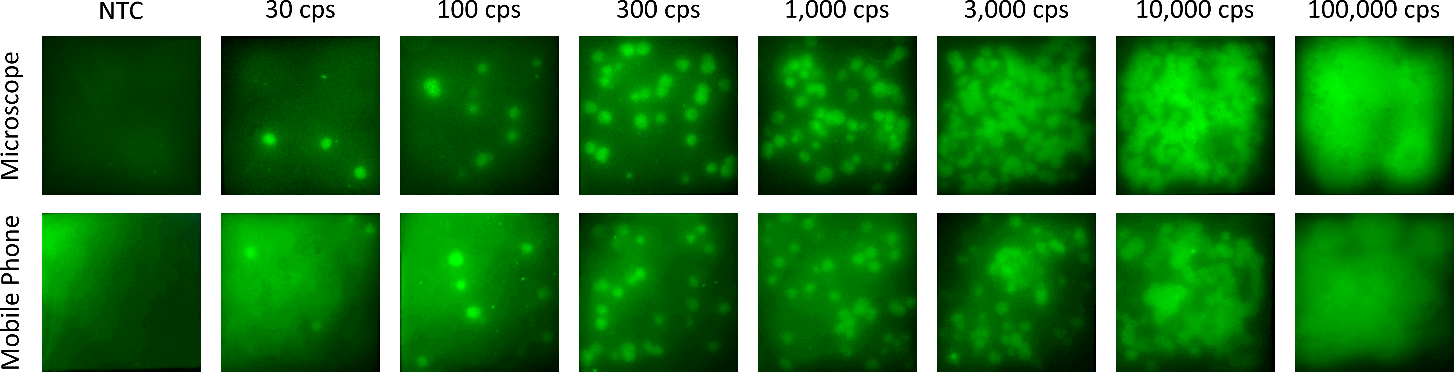 NTC 30 cps 100 cps 300 cps 1,000 cps 3,000 cps 10,000 cps 100,000 cps
Microscope
Mobile Phone